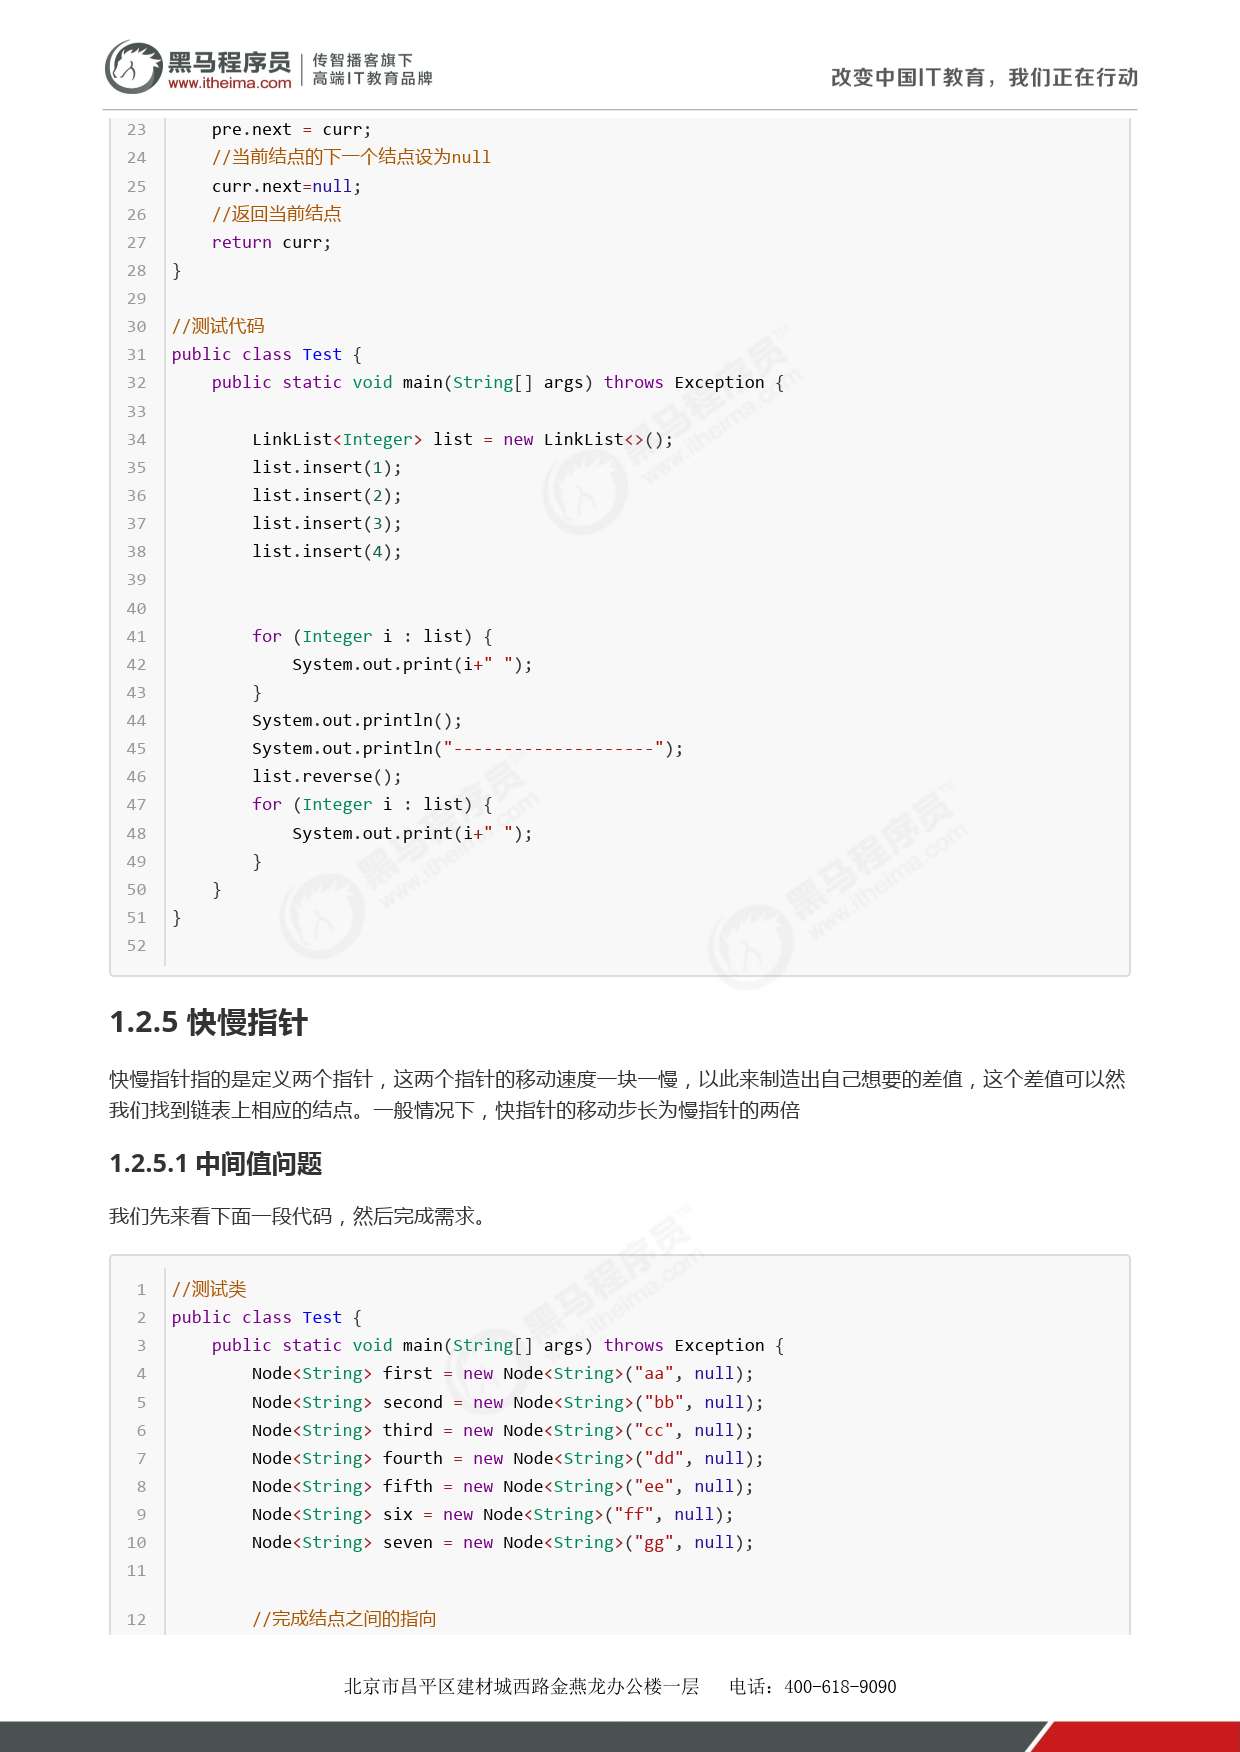 黑马程序员
www.itheima.com
传智播客旗下
高端IT教育品牌
改变中国IT教育，我们正在行动
23     pre.next = curr;
24     //当前结点的下一个结点设为null
25     curr.next=null;
26     //返回当前结点
27     return curr;
28 }
29
30 //测试代码
31 public class Test {
32     public static void main(String[] args) throws Exception {
33
34         LinkList<Integer> list = new LinkList<>();
35         list.insert(1);
36         list.insert(2);
37         list.insert(3);
38         list.insert(4);
39
40
41         for (Integer i : list) {
42             System.out.print(i+" ");
43         }
44         System.out.println();
45         System.out.println("--------------------");
46         list.reverse();
47         for (Integer i : list) {
48             System.out.print(i+" ");
49         }
50     }
51 }
52
1.2.5 快慢指针
快慢指针指的是定义两个指针，这两个指针的移动速度一块一慢，以此来制造出自己想要的差值，这个差值可以然
我们找到链表上相应的结点。一般情况下，快指针的移动步长为慢指针的两倍
1.2.5.1 中间值问题
我们先来看下面一段代码，然后完成需求。
1 //测试类
2 public class Test {
3     public static void main(String[] args) throws Exception {
4         Node<String> first = new Node<String>("aa", null);
5         Node<String> second = new Node<String>("bb", null);
6         Node<String> third = new Node<String>("cc", null);
7         Node<String> fourth = new Node<String>("dd", null);
8         Node<String> fifth = new Node<String>("ee", null);
9         Node<String> six = new Node<String>("ff", null);
10         Node<String> seven = new Node<String>("gg", null);
11
12         //完成结点之间的指向
北京市昌平区建材城西路金燕龙办公楼一层 电话：400-618-9090